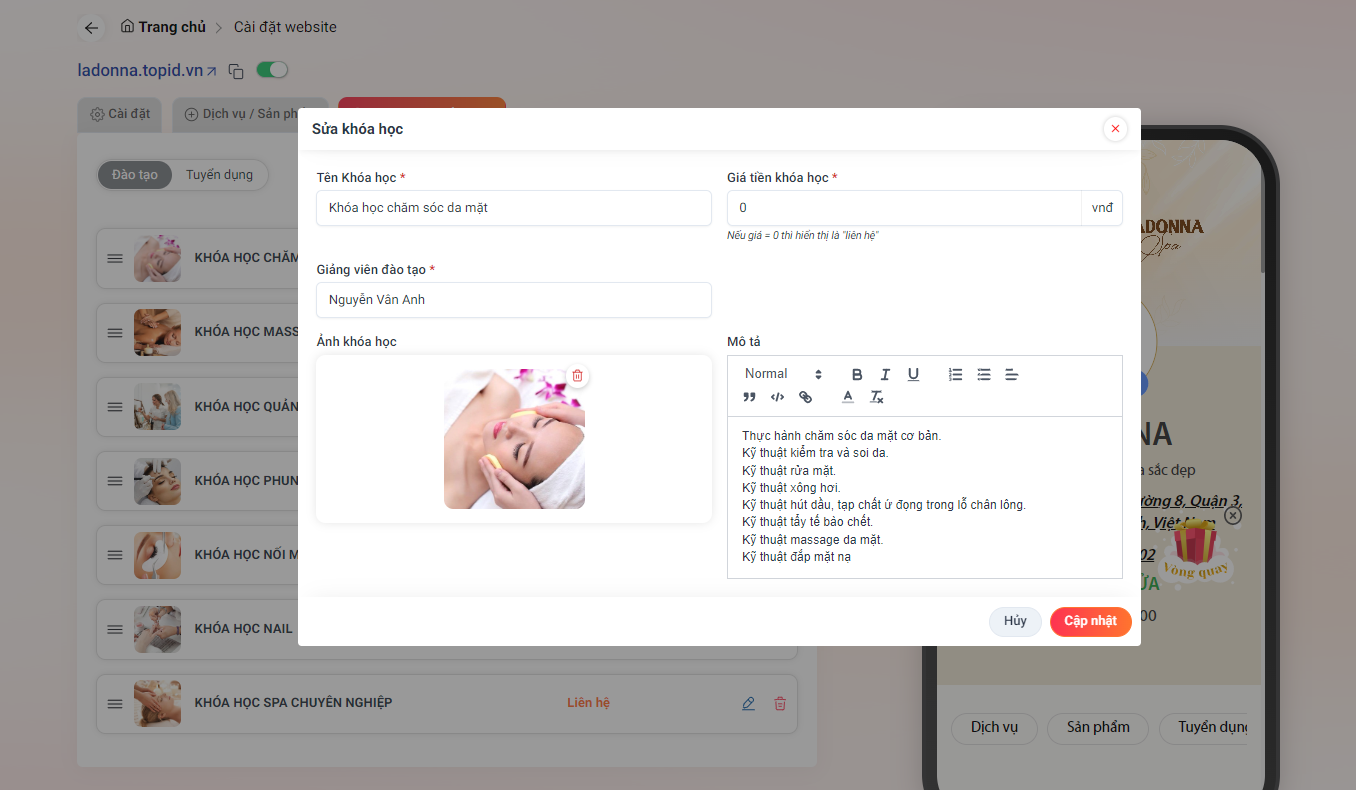 Trang chủ > Cài đặt website
ladonna.topid.vn
Cài đặt
Dịch vụ / Sản ph
Sửa khóa học
Đào tạo
Tuyển dụng
Tên Khóa học *
Khóa học chăm sóc da mặt
Giá tiền khóa học *
0
vnđ
Nếu giá = 0 thì hiển thị là "liên hệ"
Giảng viên đào tạo *
Nguyễn Vân Anh
Ảnh khóa học
Mô tả
Normal
Thực hành chăm sóc da mặt cơ bản.
Kỹ thuật kiểm tra và soi da.
Kỹ thuật rửa mặt.
Kỹ thuật xông hơi.
Kỹ thuật hút dầu, tạp chất ứ đọng trong lỗ chân lông.
Kỹ thuật tẩy tế bào chết.
Kỹ thuật massage da mặt.
Kỹ thuật đắp mặt nạ
Hủy
Cập nhật
KHÓA HỌC CHĂM
KHÓA HỌC MASS
KHÓA HỌC QUẢN
KHÓA HỌC PHUN
KHÓA HỌC NỐI M
KHÓA HỌC NAIL
KHÓA HỌC SPA CHUYÊN NGHIỆP
Liên hệ
ADONNA
Spa
NA
sắc đẹp
ường 8, Quận 3,
h, Việt Nam
02
Vòng quay
ỬA
00
Dịch vụ
Sản phẩm
Tuyển dụng